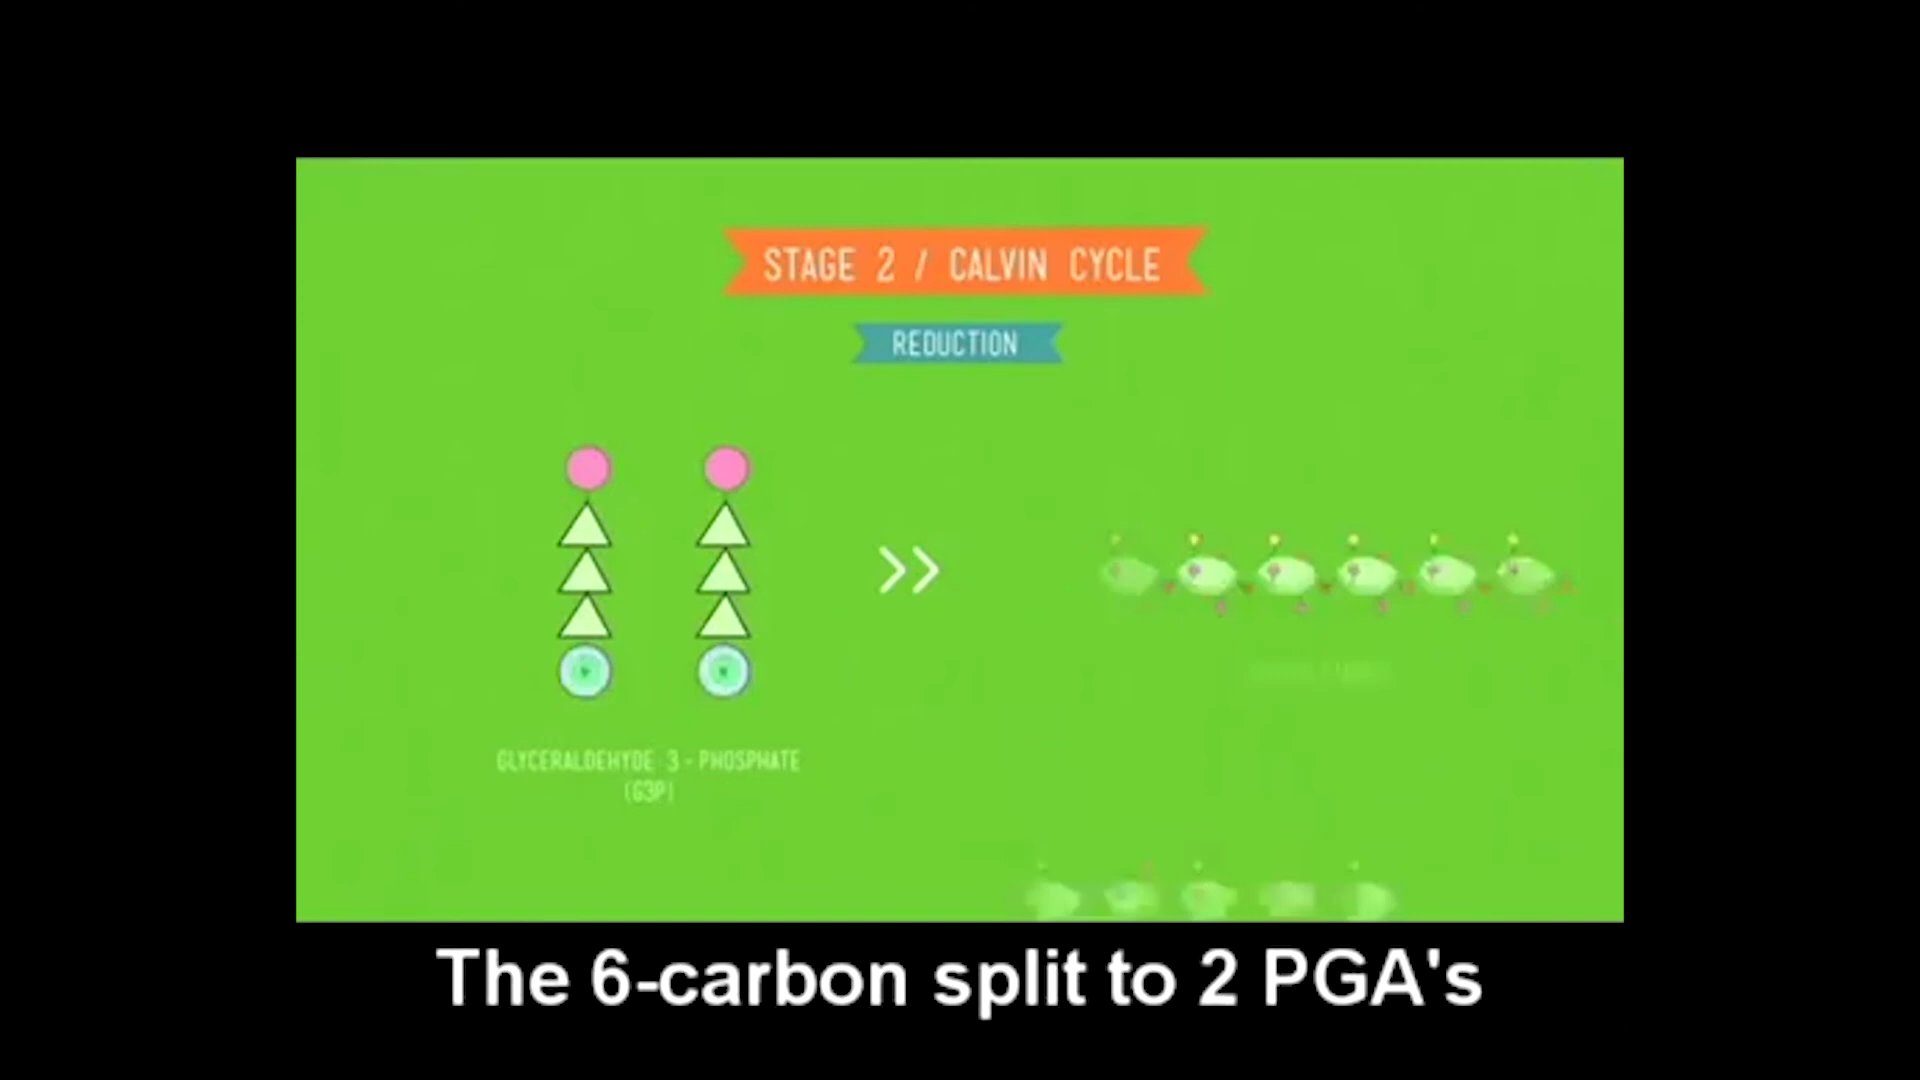 STAGE 2 / CALVIN CYCLE
REDUCTION
GLYCERALDEHYDE 3 - PHOSPHATE
(G3P)
The 6-carbon split to 2 PGA's